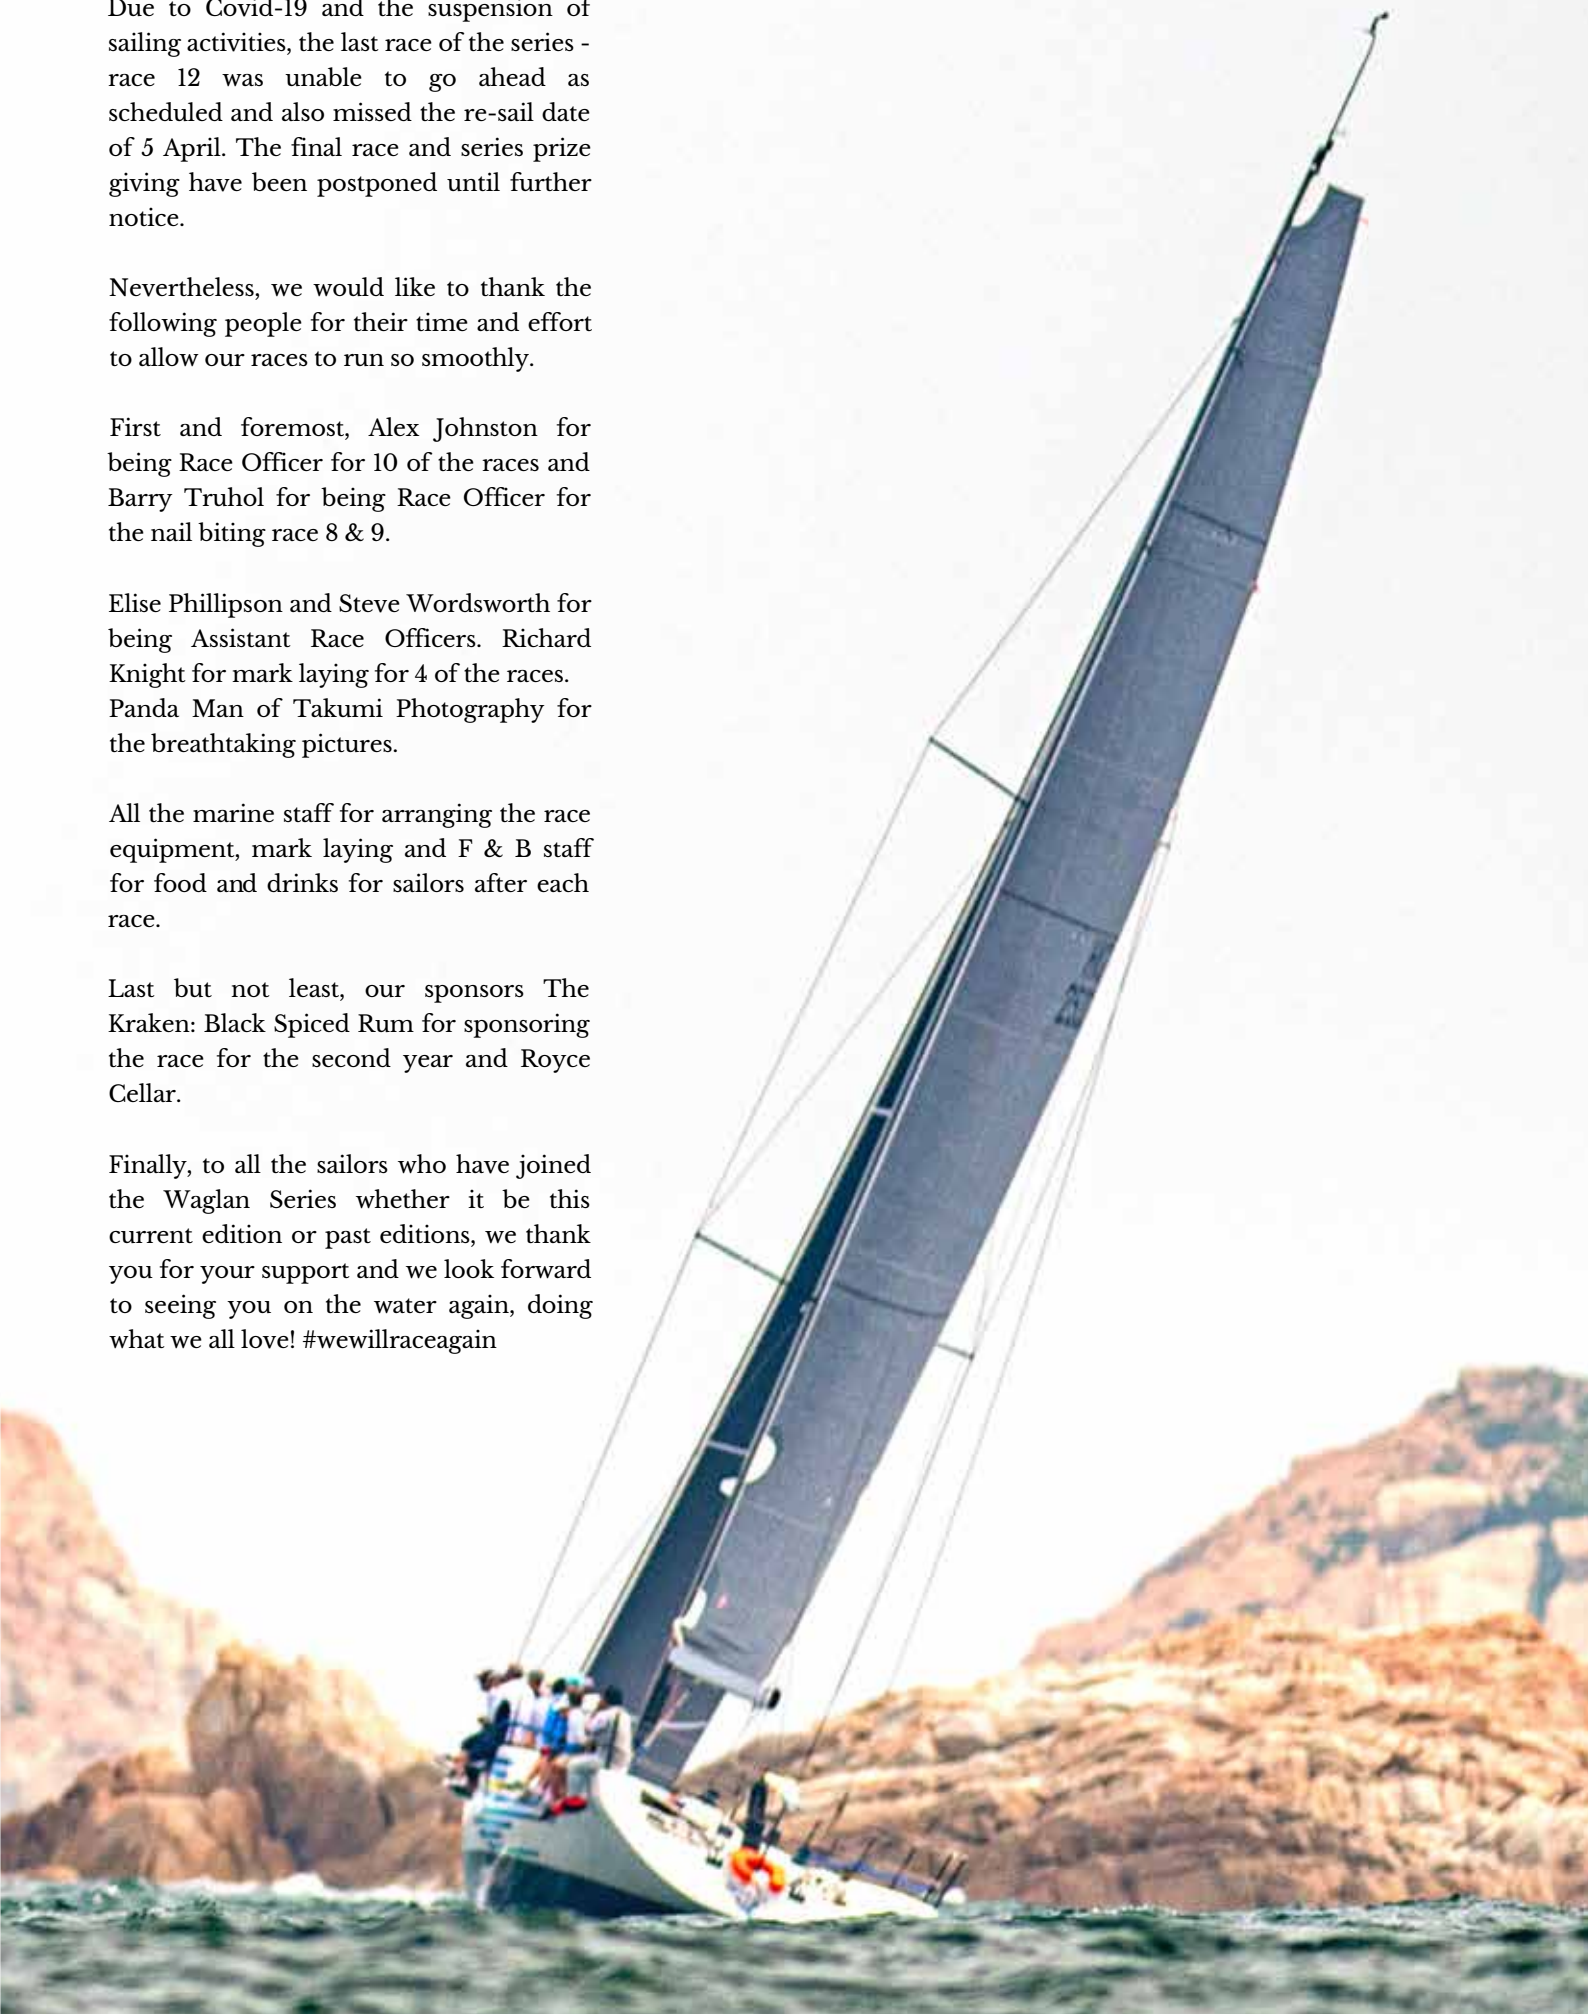 Due to Covid-19 and the suspension of
sailing activities, the last race of the series -
race 12 was unable to go ahead as
scheduled and also missed the re-sail date
of 5 April. The final race and series prize
giving have been postponed until further
notice.
Nevertheless, we would like to thank the
following people for their time and effort
to allow our races to run so smoothly.
First and foremost, Alex Johnston for
being Race Officer for 10 of the races and
Barry Truhol for being Race Officer for
the nail biting race 8 & 9.
Elise Phillipson and Steve Wordsworth for
being Assistant Race Officers. Richard
Knight for mark laying for 4 of the races.
Panda Man of Takumi Photography for
the breathtaking pictures.
All the marine staff for arranging the race
equipment, mark laying and F & B staff
for food and drinks for sailors after each
race.
Last but not least, our sponsors The
Kraken: Black Spiced Rum for sponsoring
the race for the second year and Royce
Cellar.
Finally, to all the sailors who have joined
the Waglan Series whether it be this
current edition or past editions, we thank
you for your support and we look forward
to seeing you on the water again, doing
what we all love! #wewillraceagain